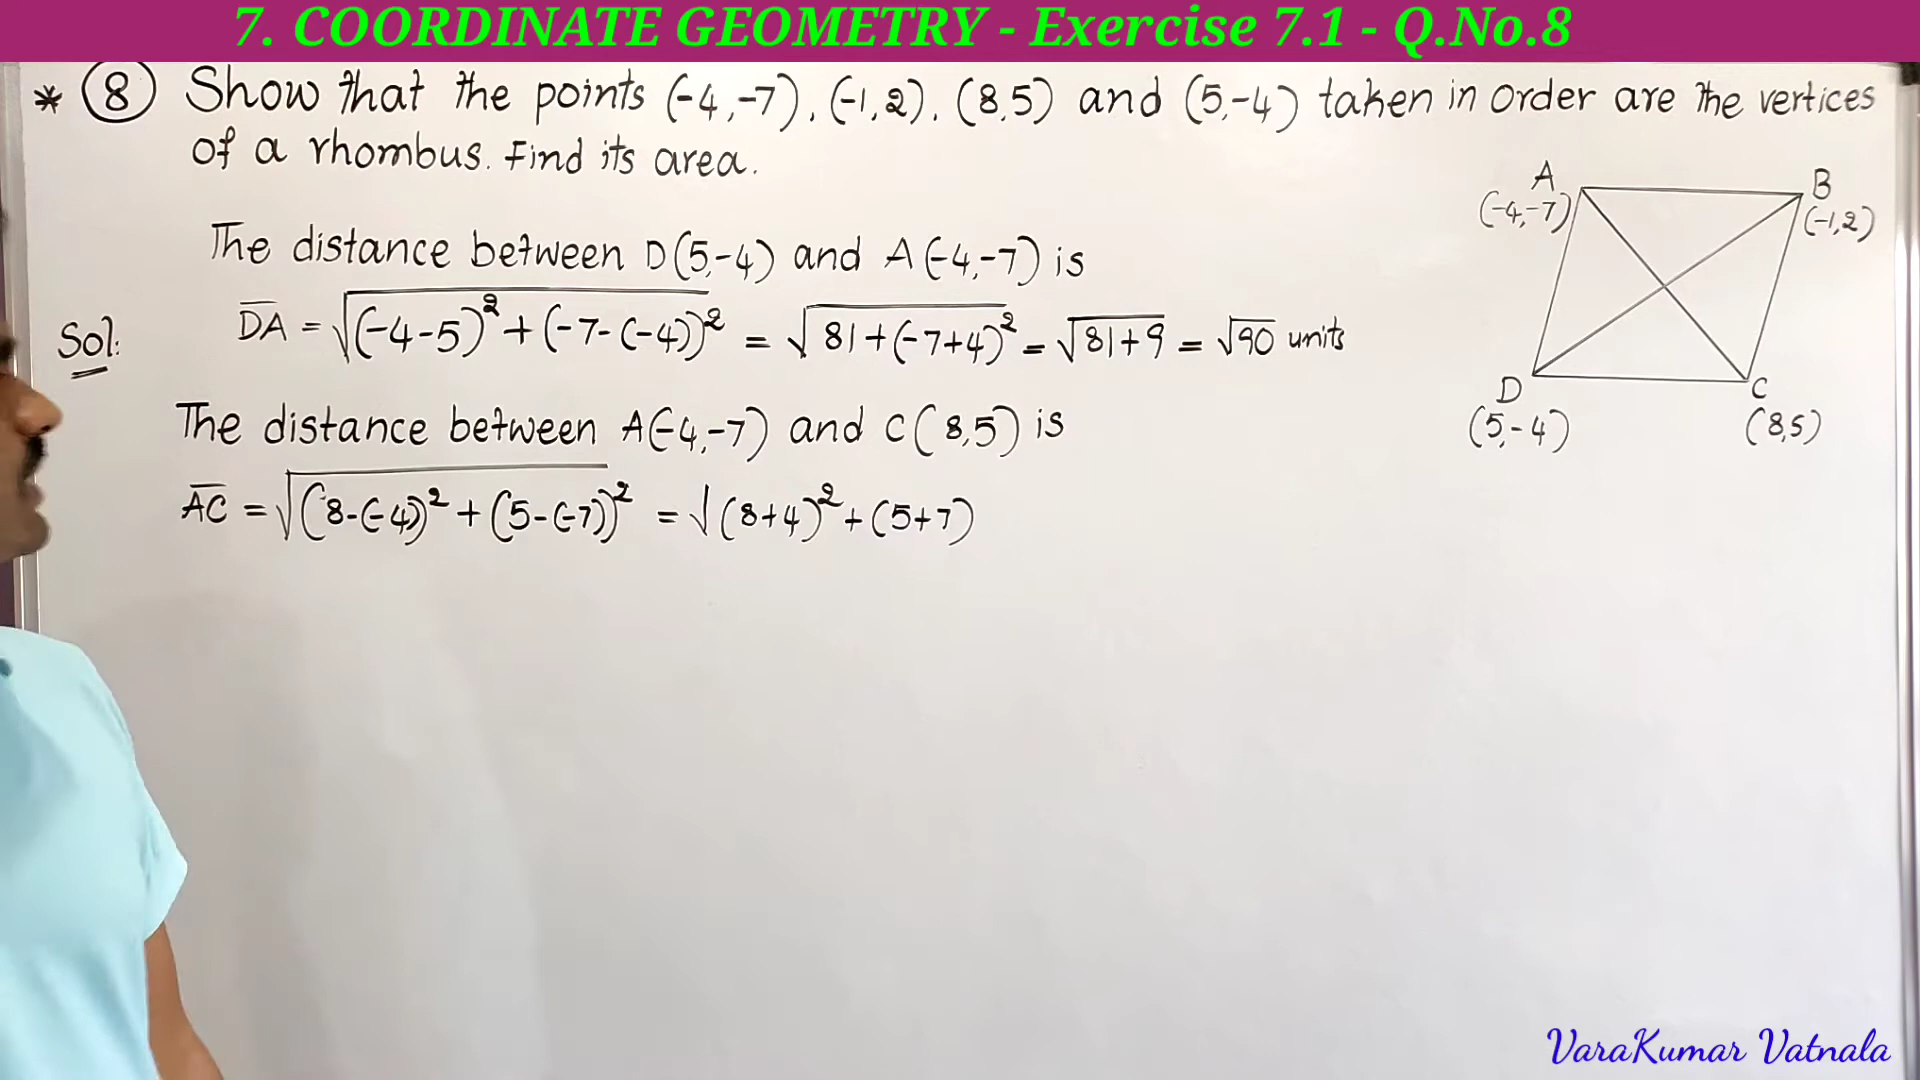 7. COORDINATE GEOMETRY - Exercise 7.1 - Q.No.8
* 8 Show that the points (-4,-7), (-1,2), (8,5) and (5,-4) taken in order are the vertices
of a rhombus. Find its area.
A
(-4,-7)
B
(-1,2)
D
(5,-4)
C
(8,5)
The distance between D(5,-4) and A(-4,-7) is
Sol:
D̅A̅ = √((-4-5)² + (-7-(-4))²) = √(81+(-7+4)²) = √(81+9) = √90 units
The distance between A(-4,-7) and C(8,5) is
A̅C̅ = √((8-(-4))² + (5-(-7))²) = √(8+4)² + (5+7)
VaraKumar Vatnala